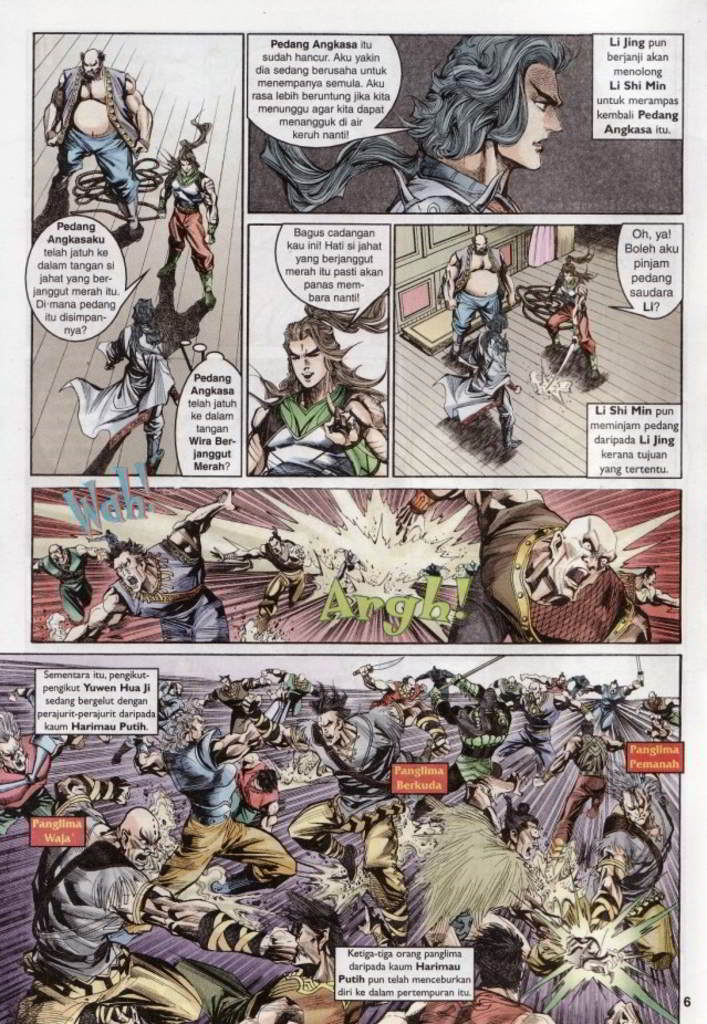 Pedang
Angkasaku
telah jatuh ke
dalam tangan si
jahat yang ber-
janggut merah itu.
Di-mana pedang
itu disimpan-
nya?
Pedang
Angkasa
telah jatuh
ke dalam
tangan
Wira Ber-
janggut
Merah?
Pedang Angkasa itu
sudah hancur. Aku yakin
dia sedang berusaha untuk
menempanya semula. Aku
rasa lebih beruntung jika kita
menunggu agar kita dapat
menangguk di air
keruh nanti!
Li Jing pun
berjanji akan
menolong
Li Shi Min
untuk merampas
kembali Pedang
Angkasa itu.
Bagus cadangan
kau ini! Hati si jahat
yang berjanggut
merah itu pasti akan
panas mem-
bara nanti!
Oh, ya!
Boleh aku
pinjam
pedang
saudara
Li?
Li Shi Min pun
meminjam pedang
daripada Li Jing
kerana tujuan
yang tertentu.
Wah!
Argh!
Sementara itu, pengikut-
pengikut Yuwen Hua Ji
sedang bergelut dengan
perajurit-perajurit daripada
kaum Harimau Putih.
Panglima
Berkuda
Panglima
Pemanah
Panglima
Waja
Ketiga-tiga orang panglima
daripada kaum Harimau
Putih pun telah menceburkan
diri ke dalam pertempuran itu.
6